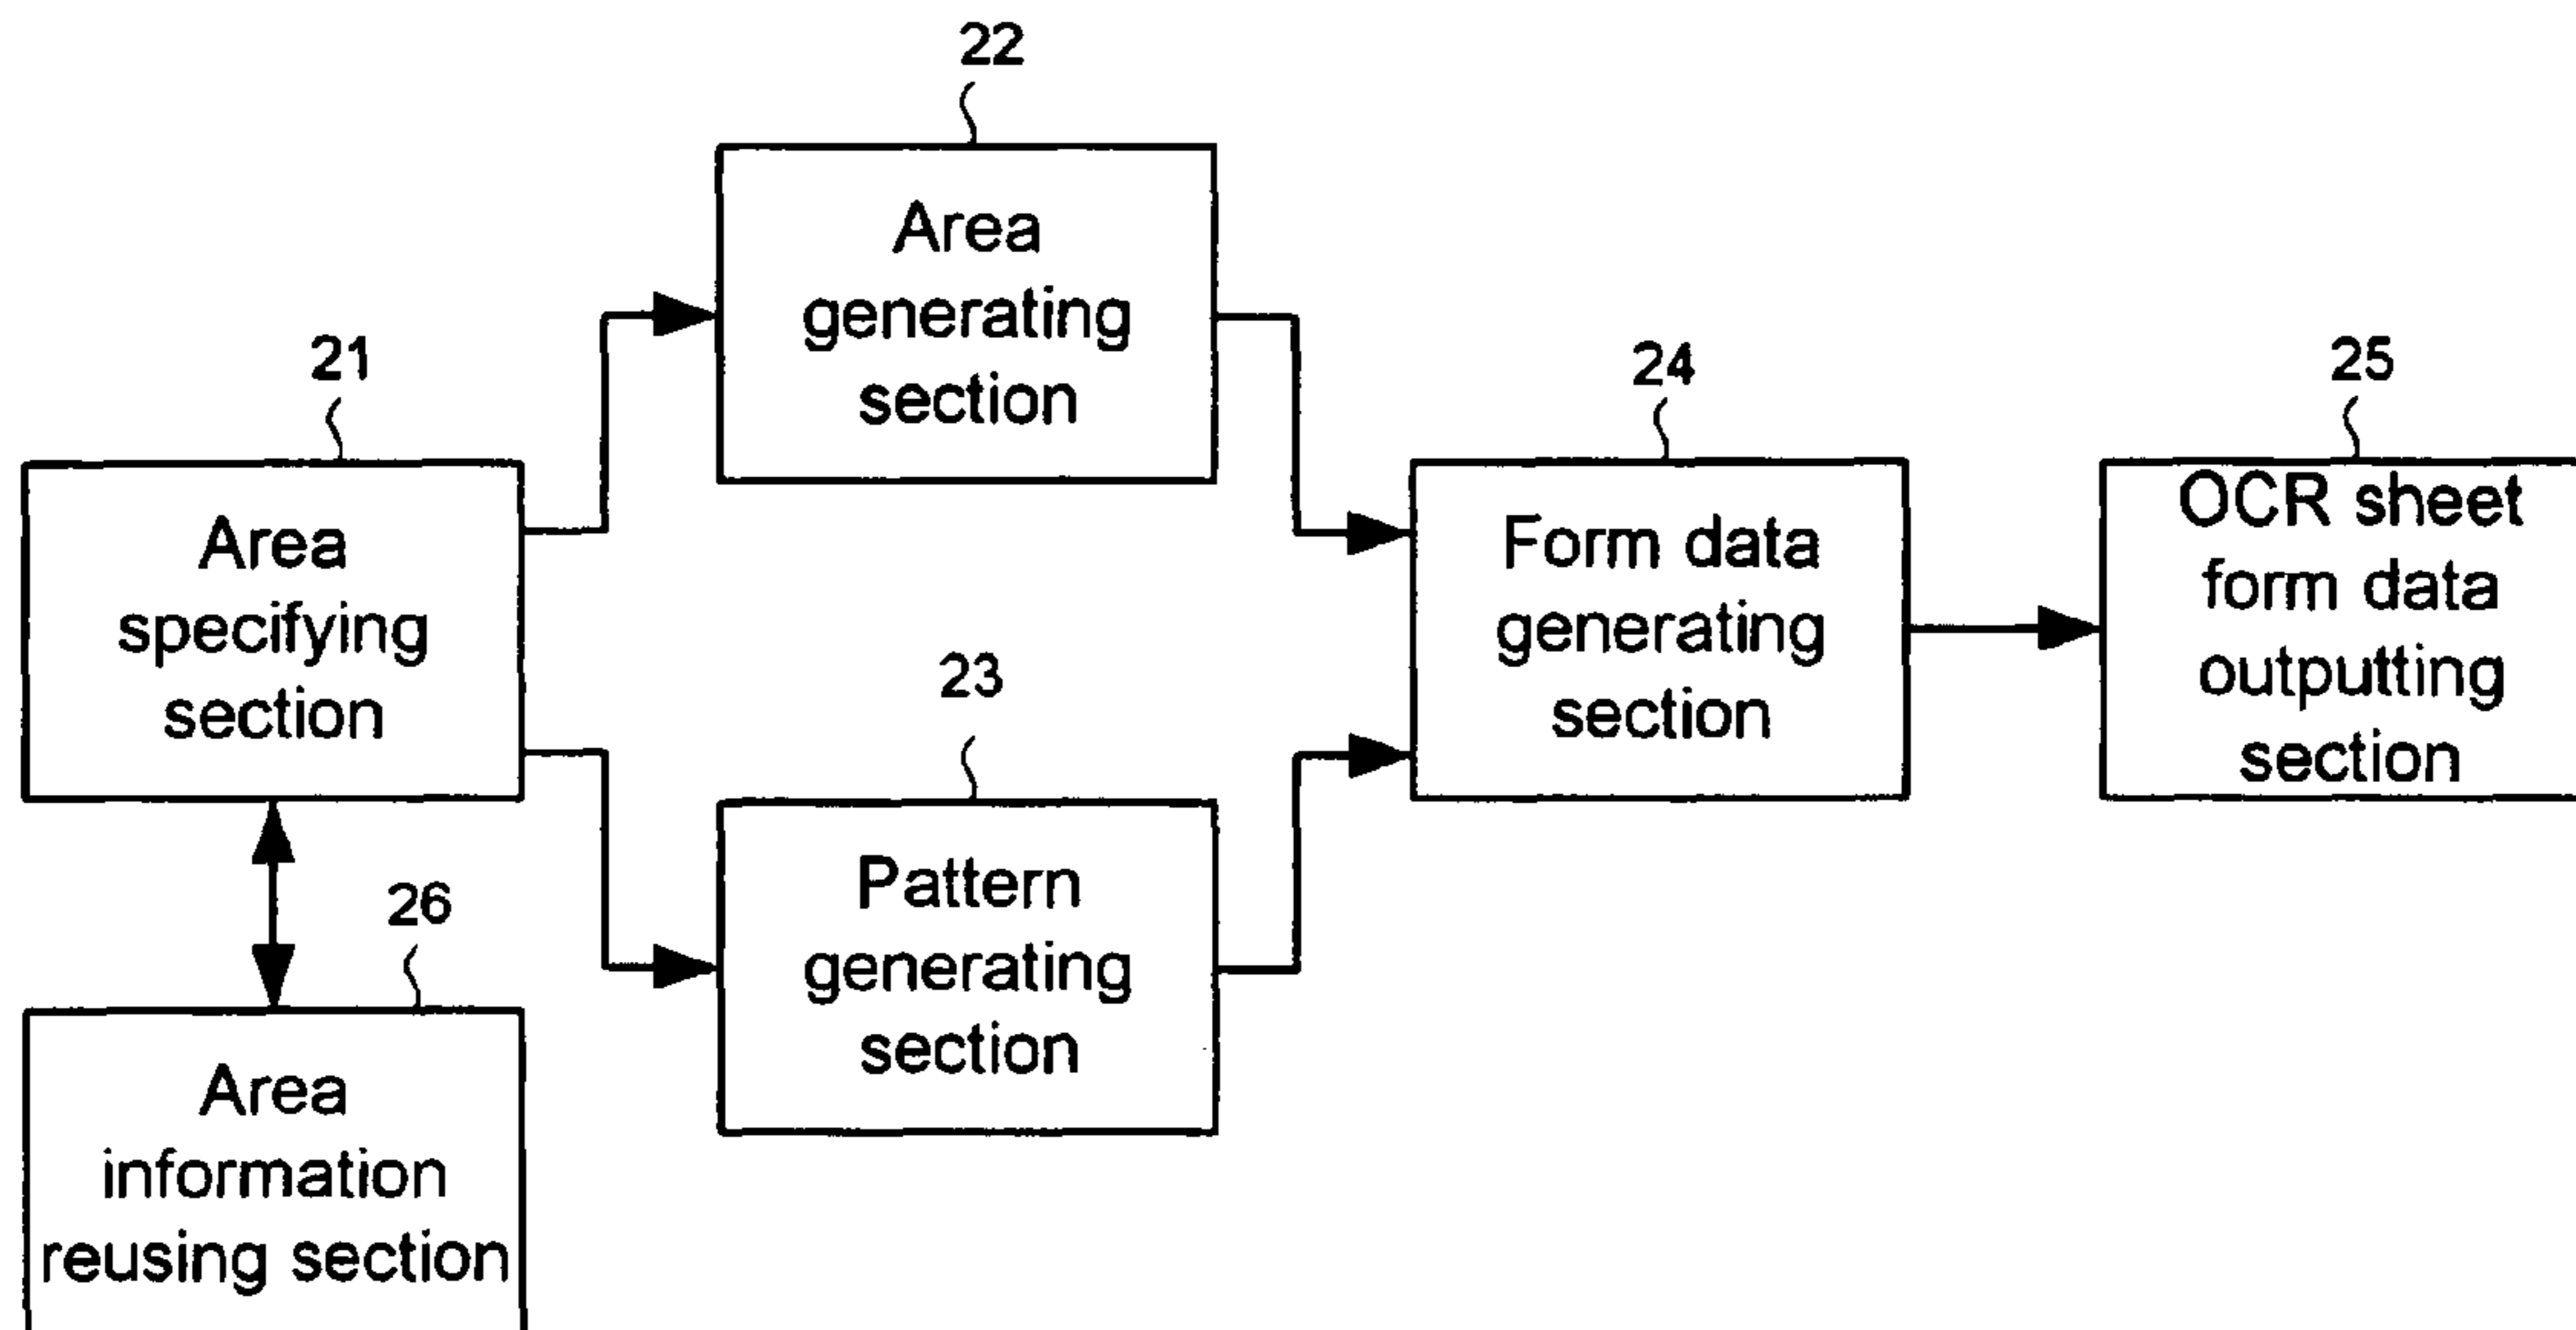 22
Area
generating
section
21
Area
specifying
section
24
Form data
generating
section
25
OCR sheet
form data
outputting
section
23
Pattern
generating
section
26
Area
information
reusing section